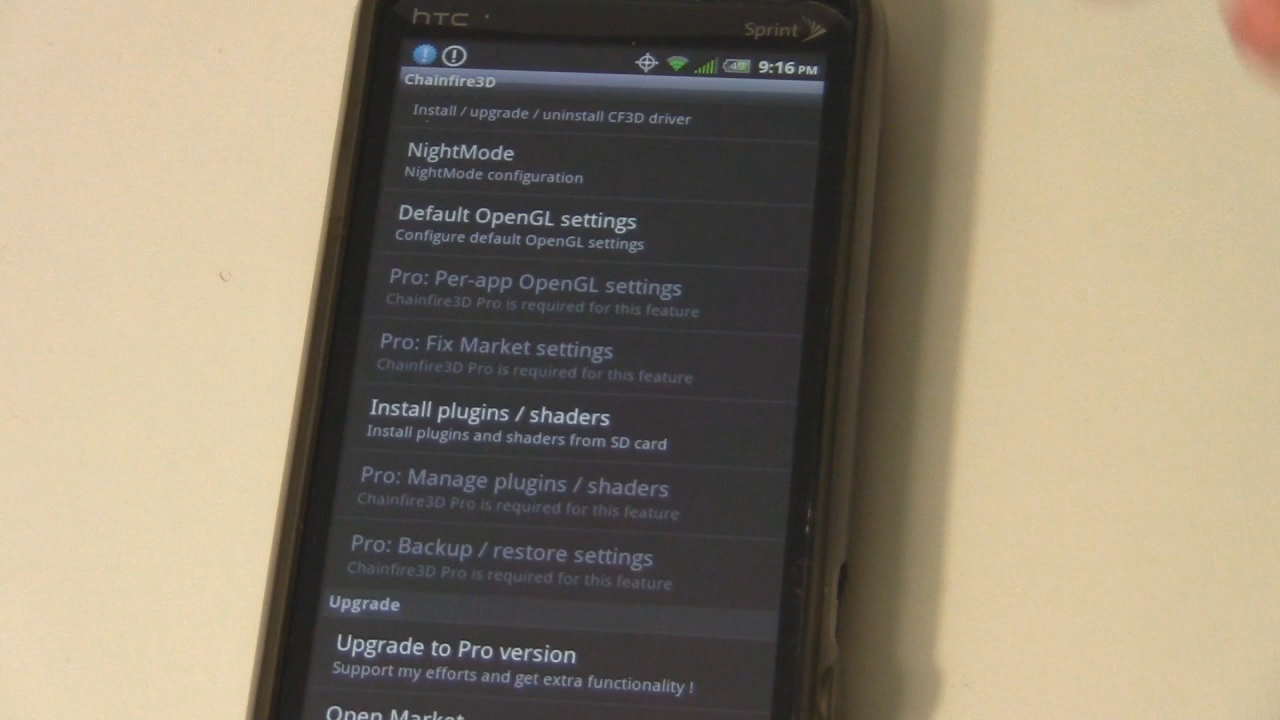 hTC
Sprint
9:16 PM
Chainfire3D
Install / upgrade / uninstall CF3D driver
NightMode
NightMode configuration
Default OpenGL settings
Configure default OpenGL settings
Pro: Per-app OpenGL settings
Chainfire3D Pro is required for this feature
Pro: Fix Market settings
Chainfire3D Pro is required for this feature
Install plugins / shaders
Install plugins and shaders from SD card
Pro: Manage plugins / shaders
Chainfire3D Pro is required for this feature
Pro: Backup / restore settings
Chainfire3D Pro is required for this feature
Upgrade
Upgrade to Pro version
Support my efforts and get extra functionality !
Open Market